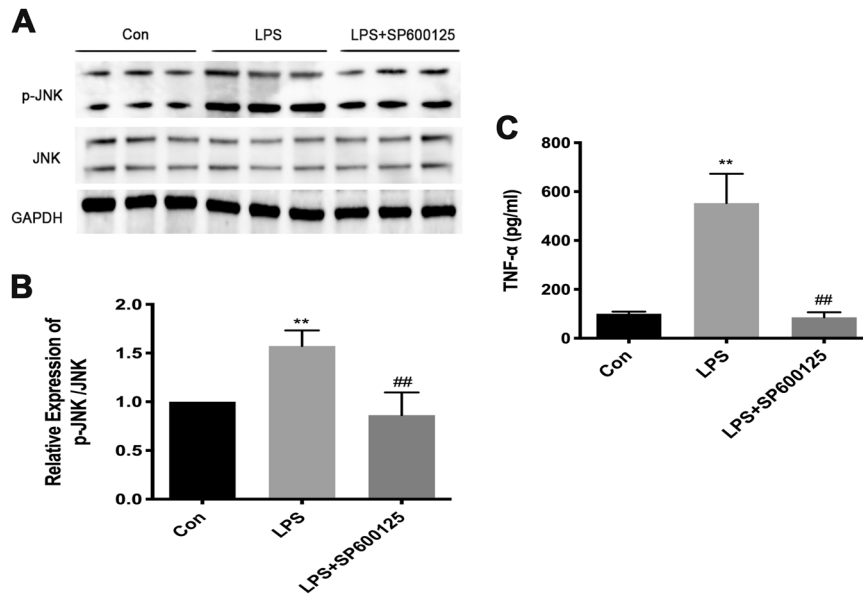 A
Con LPS LPS+SP600125
p-JNK
JNK
GAPDH
B
Relative Expression of
p-JNK /JNK
2.0
1.5
1.0
0.5
0.0
**
##
Con
LPS
LPS+SP600125
C
TNF-α (pg/ml)
800
600
400
200
0
**
##
Con
LPS
LPS+SP600125